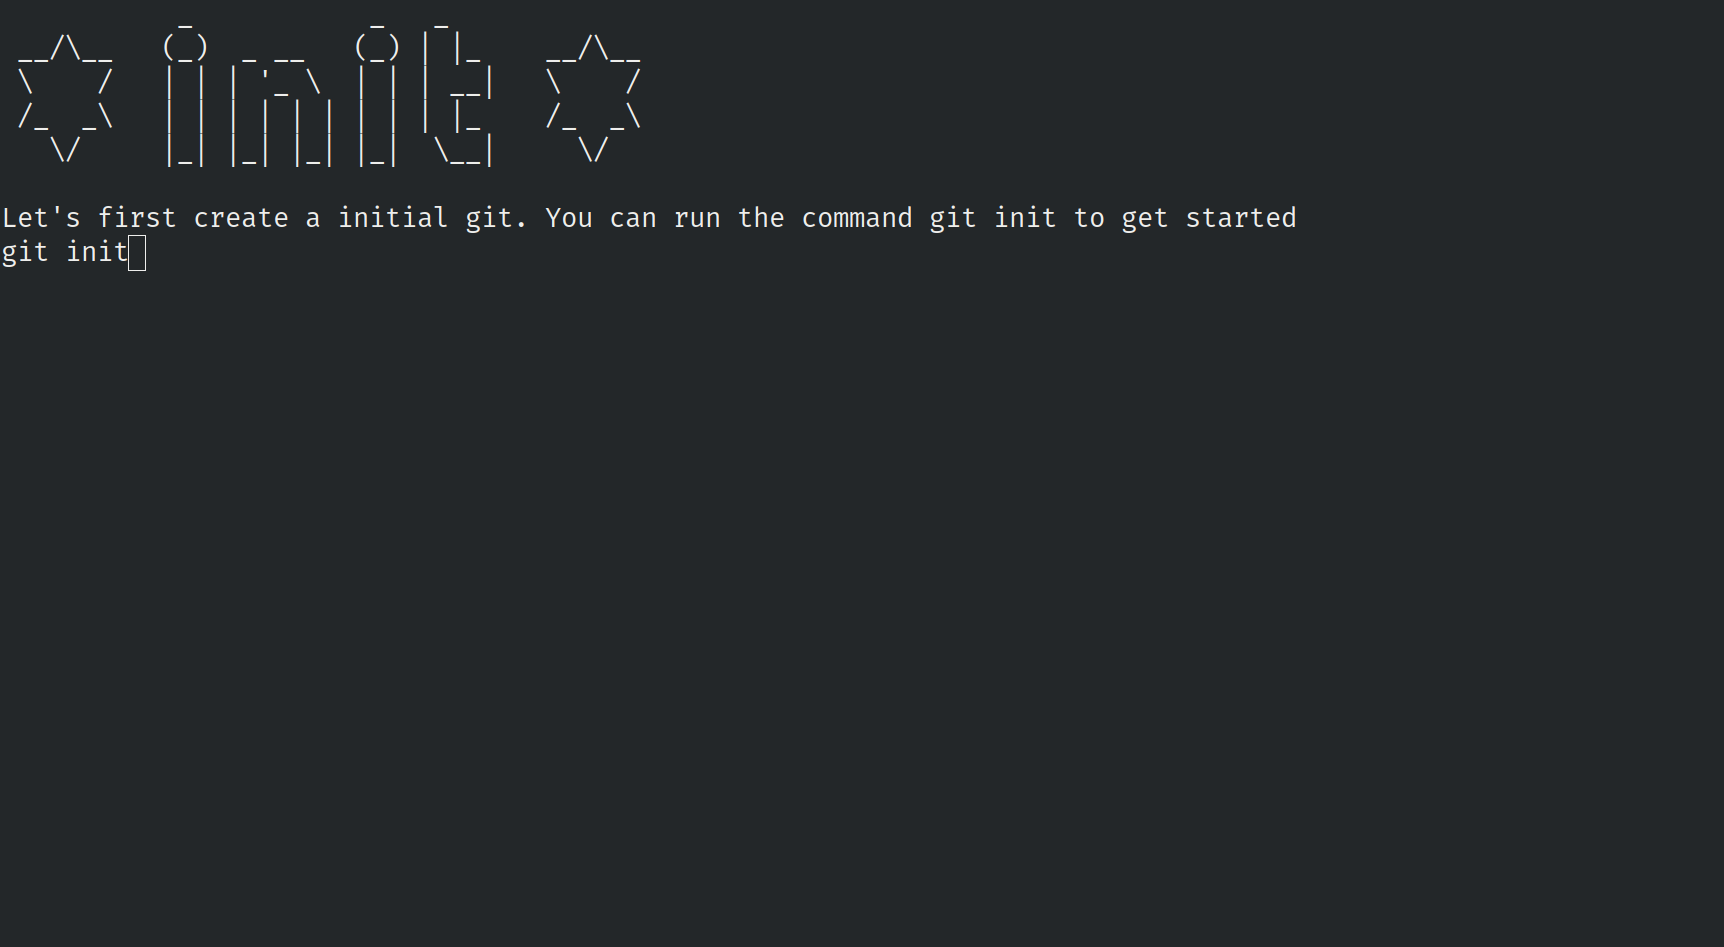 init
Let's first create a initial git. You can run the command git init to get started
git init